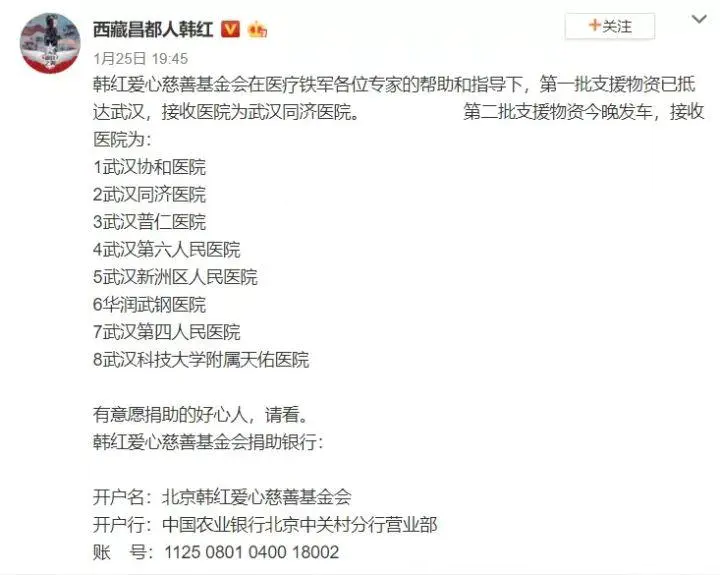 西藏昌都人韩红
+关注
1月25日 19:45
韩红爱心慈善基金会在医疗铁军各位专家的帮助和指导下，第一批支援物资已抵
达武汉，接收医院为武汉同济医院。 第二批支援物资今晚发车，接收
医院为：
1武汉协和医院
2武汉同济医院
3武汉普仁医院
4武汉第六人民医院
5武汉新洲区人民医院
6华润武钢医院
7武汉第四人民医院
8武汉科技大学附属天佑医院
有意愿捐助的好心人，请看。
韩红爱心慈善基金会捐助银行：
开户名：北京韩红爱心慈善基金会
开户行：中国农业银行北京中关村分行营业部
账 号：1125 0801 0400 18002